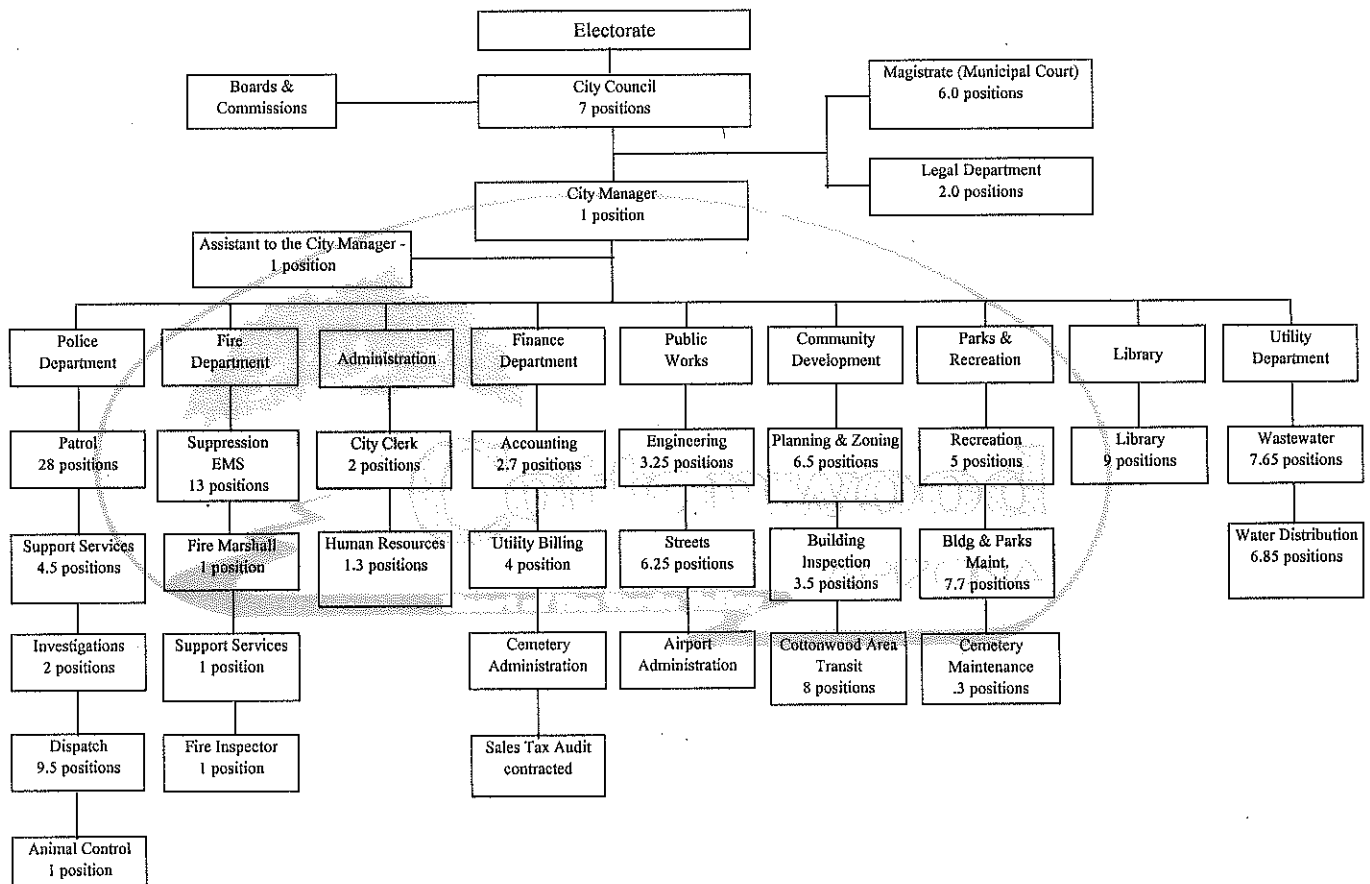 Electorate
Boards &
Commissions
City Council
7 positions
Magistrate (Municipal Court)
6.0 positions
Legal Department
2.0 positions
City Manager
1 position
Assistant to the City Manager -
1 position
Police
Department
Fire
Department
Administration
Finance
Department
Public
Works
Community
Development
Parks &
Recreation
Library
Utility
Department
Patrol
28 positions
Suppression
EMS
13 positions
City Clerk
2 positions
Accounting
2.7 positions
Engineering
3.25 positions
Planning & Zoning
6.5 positions
Recreation
5 positions
Library
9 positions
Wastewater
7.65 positions
Support Services
4.5 positions
Fire Marshall
1 position
Human Resources
1.3 positions
Utility Billing
4 position
Streets
6.25 positions
Building
Inspection
3.5 positions
Bldg & Parks
Maint.
7.7 positions
Water Distribution
6.85 positions
Investigations
2 positions
Support Services
1 position
Cemetery
Administration
Airport
Administration
Cottonwood Area
Transit
8 positions
Cemetery
Maintenance
.3 positions
Dispatch
9.5 positions
Fire Inspector
1 position
Sales Tax Audit
contracted
Animal Control
1 position